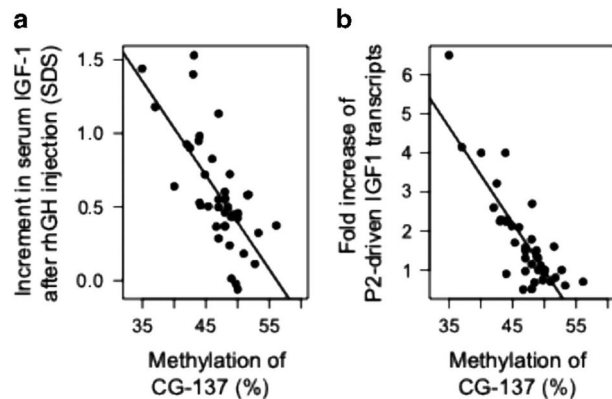 a
Increment in serum IGF-1
after rhGH injection (SDS)
1.5
1.0
0.5
0.0
35
45
55
Methylation of
CG-137 (%)
b
Fold increase of
P2-driven IGF1 transcripts
6
5
4
3
2
1
35
45
55
Methylation of
CG-137 (%)